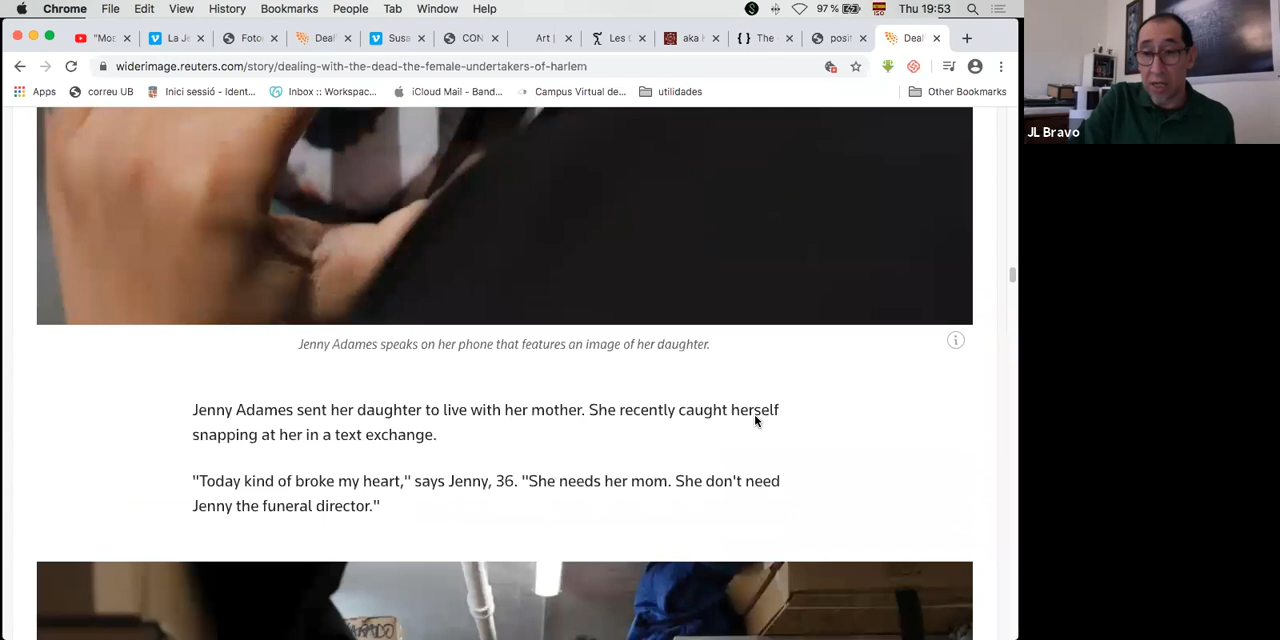 Chrome File Edit View History Bookmarks People Tab Window Help 97% Thu 19:53
"Mos La Je Foto Deal Susa CON Art | Les aka H { } The posit Deal
widerimage.reuters.com/story/dealing-with-the-dead-the-female-undertakers-of-harlem
Apps correu UB Inici sessió - Ident... Inbox :: Workspac... iCloud Mail - Band... Campus Virtual de... utilidades Other Bookmarks
JL Bravo
Jenny Adames speaks on her phone that features an image of her daughter.
Jenny Adames sent her daughter to live with her mother. She recently caught herself
snapping at her in a text exchange.
"Today kind of broke my heart," says Jenny, 36. "She needs her mom. She don't need
Jenny the funeral director."